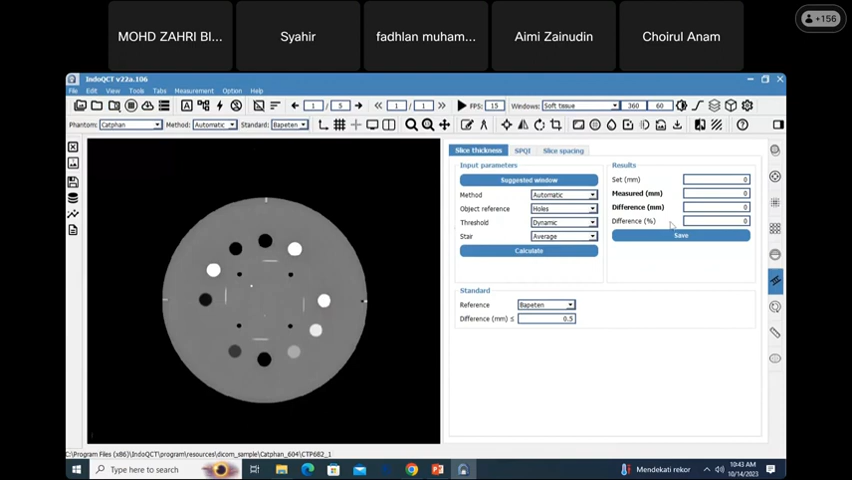 +156
MOHD ZAHRI BI...
Syahir
fadhlan muham...
Aimi Zainudin
Choirul Anam
IndoQCT v22a.106
File Edit View Tools Tabs Measurement Option Help
1 / 5 1 / 1 FPS: 15 Windows: Soft tissue 360 60
Phantom: Catphan Method: Automatic Standard: Bapeten
Slice thickness SPQI Slice spacing
Input parameters
Suggested window
Method Automatic
Object reference Holes
Threshold Dynamic
Stair Average
Calculate
Results
Set (mm) 0
Measured (mm) 0
Difference (mm) 0
Difference (%) 0
Save
Standard
Reference Bapeten
Difference (mm) ≤ 0.5
C:\Program Files (x86)\IndoQCT\program\resources\dicom_sample\Catphan_604\CTP682_1
Type here to search
Mendekati rekor
10:43 AM
10/14/2023